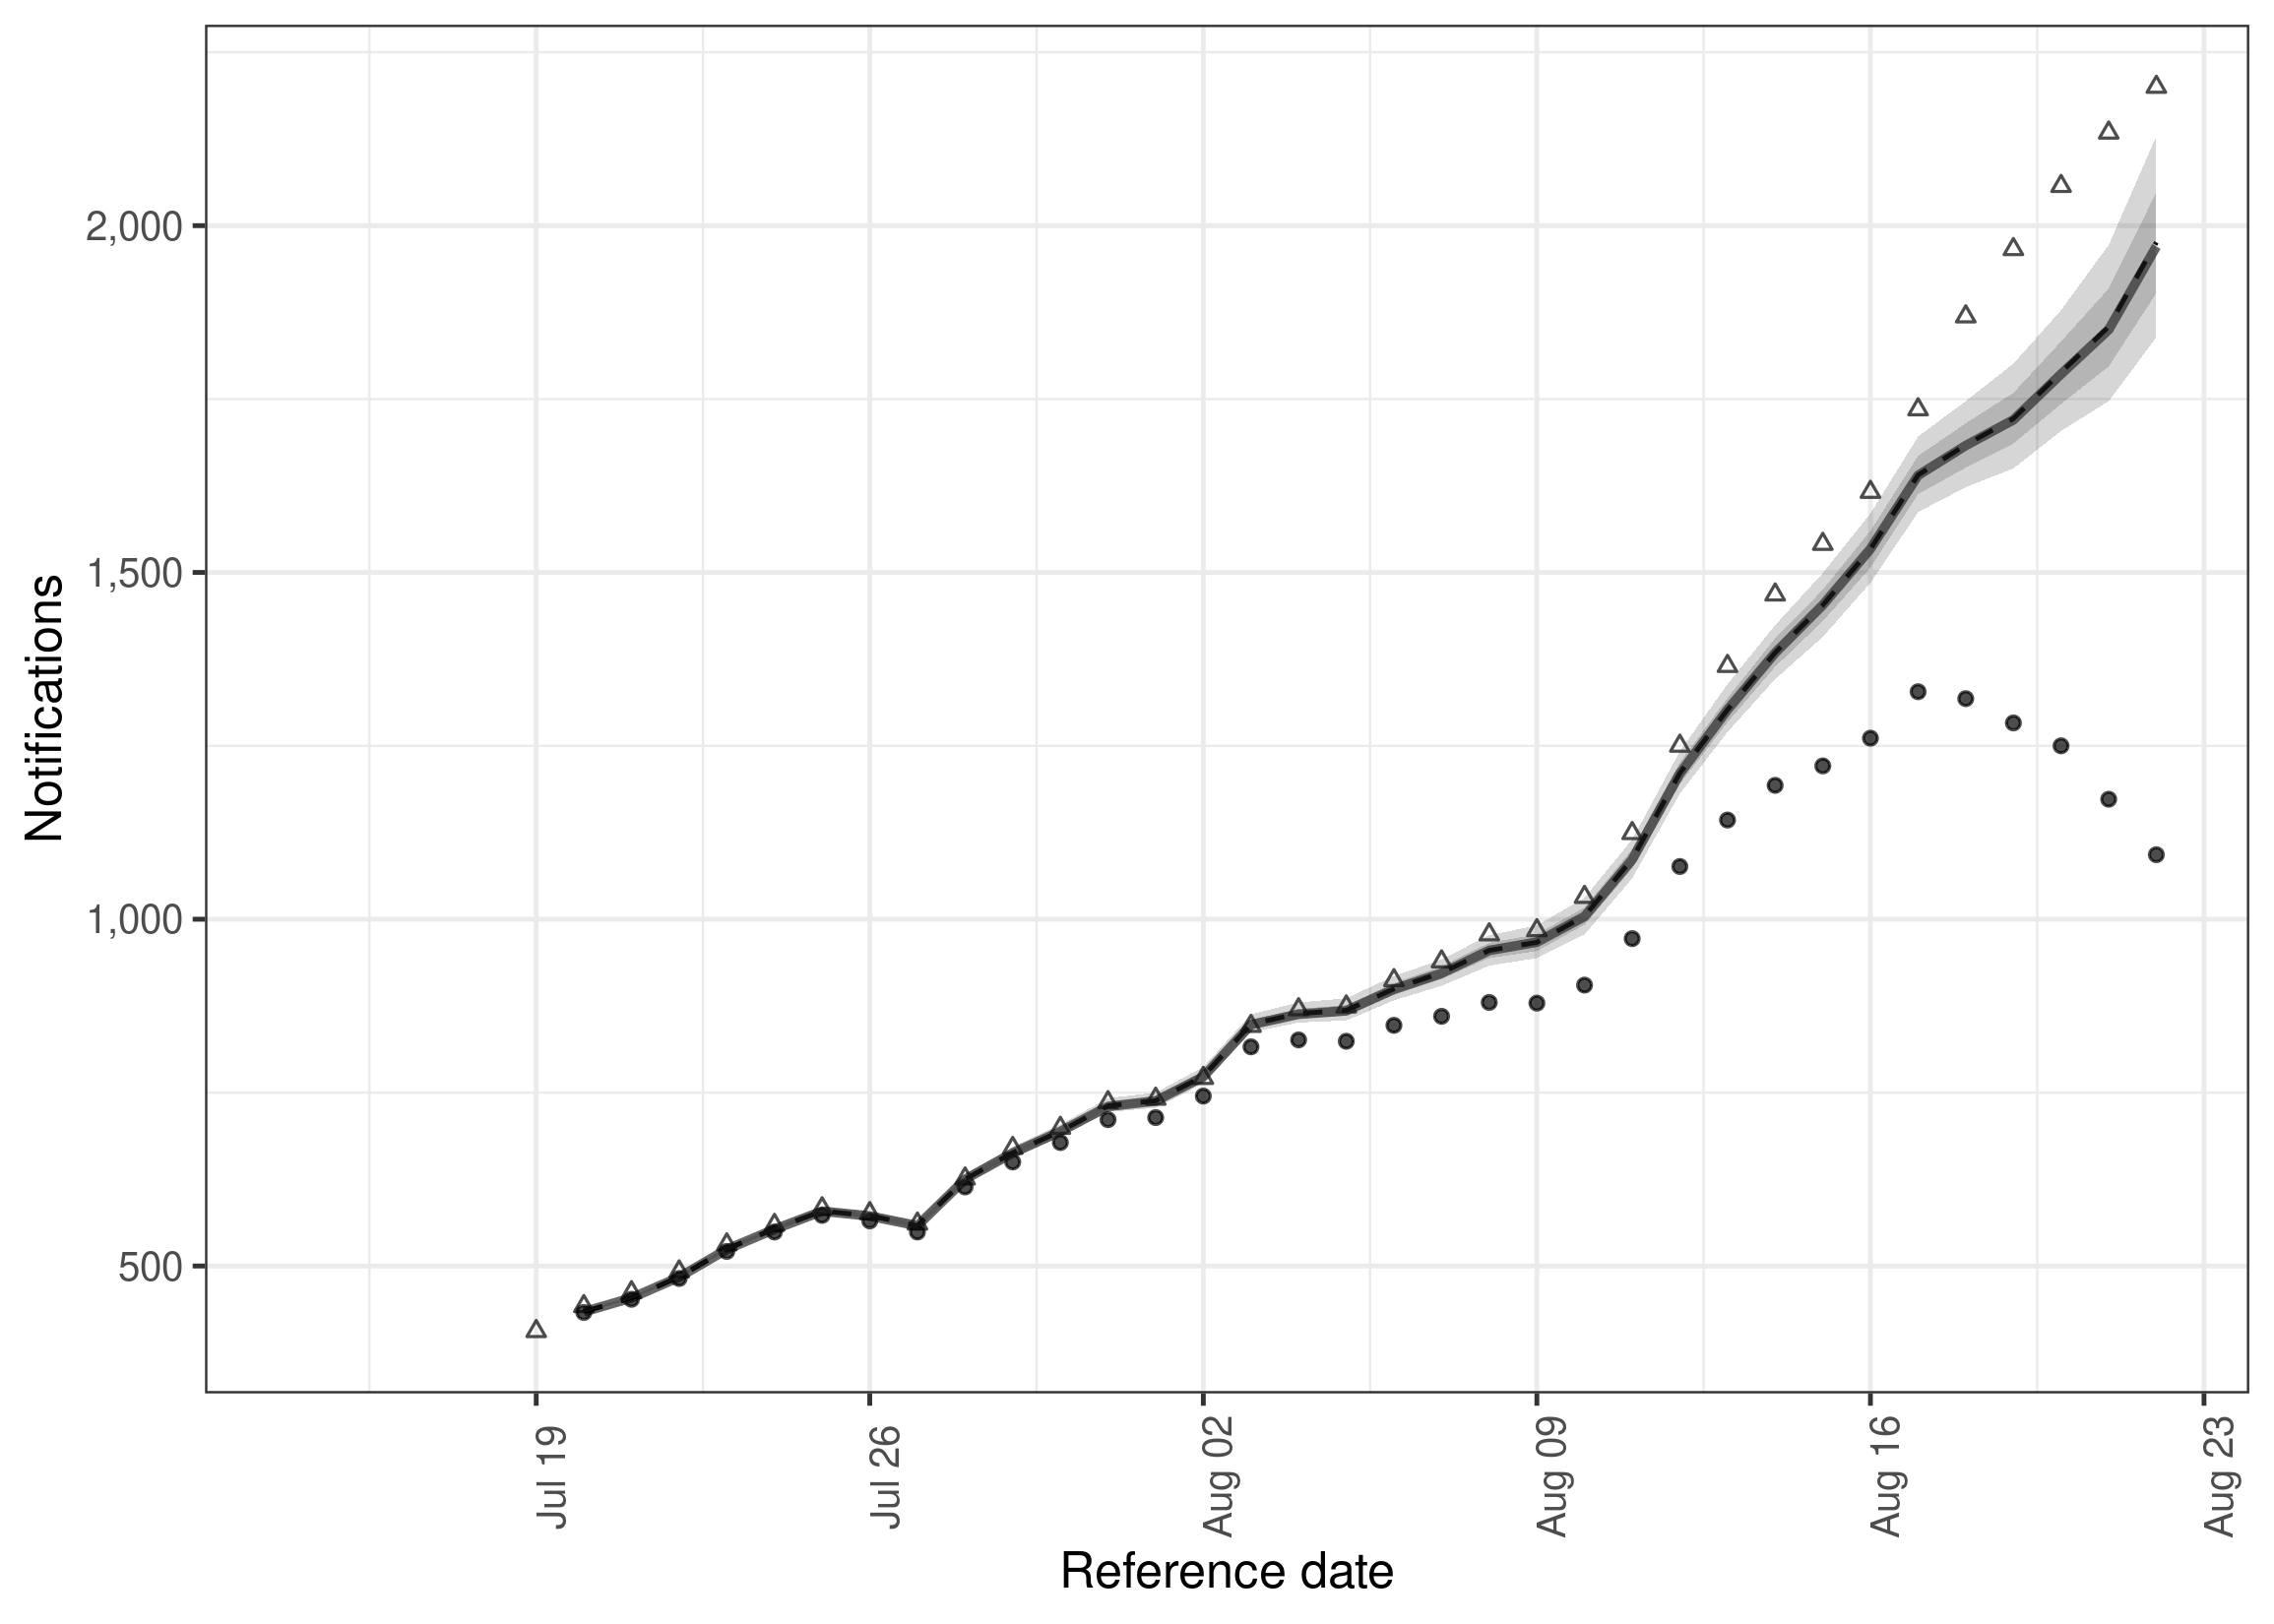 Notifications
2,000
1,500
1,000
500
Jul 19
Jul 26
Aug 02
Aug 09
Aug 16
Aug 23
Reference date